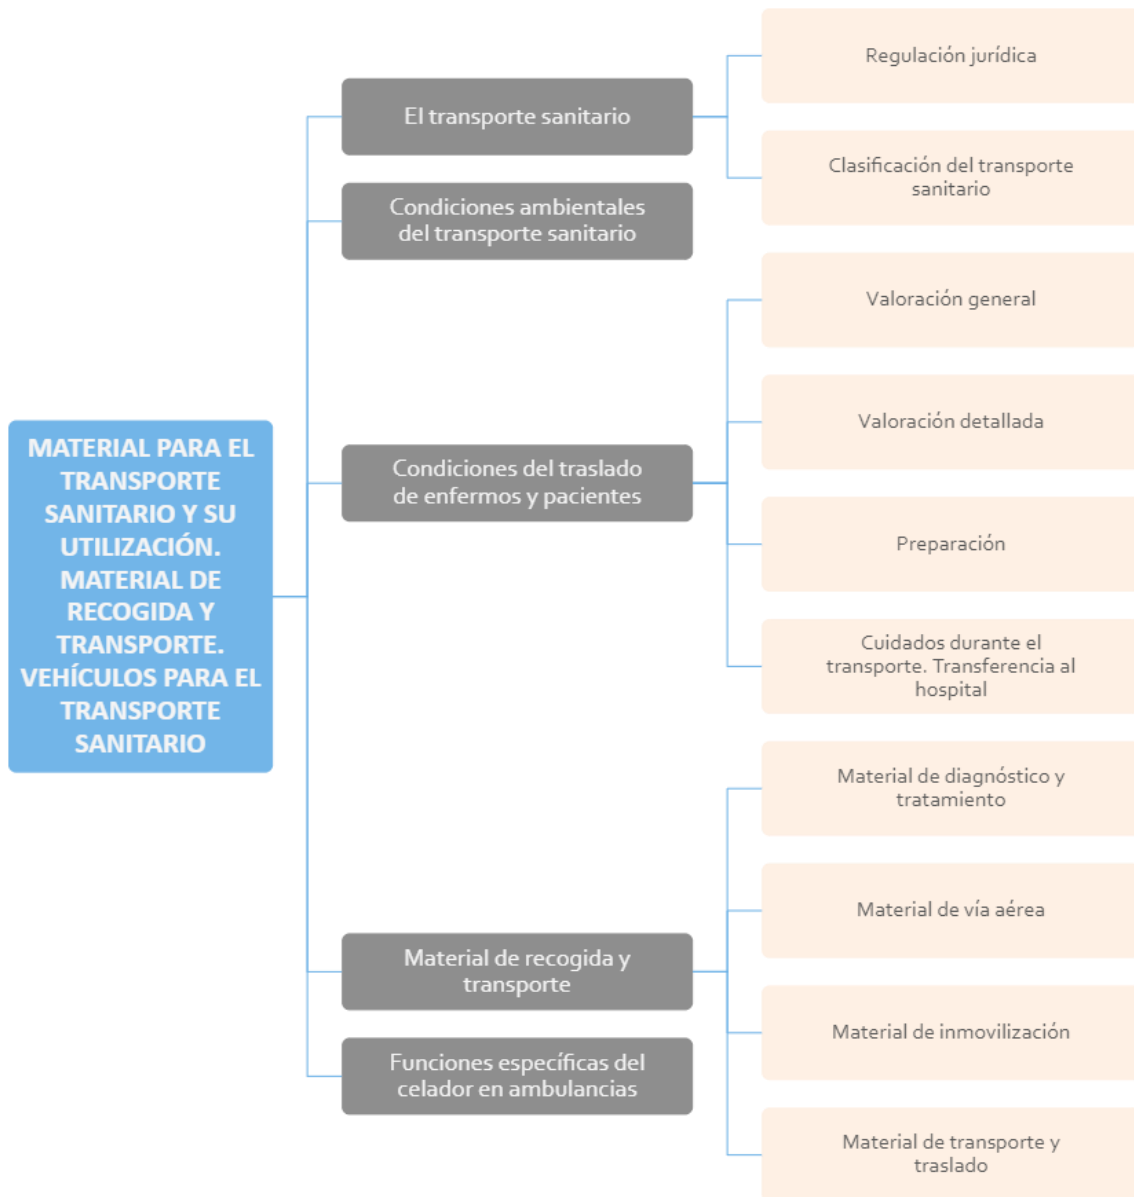 MATERIAL PARA EL
TRANSPORTE
SANITARIO Y SU
UTILIZACIÓN.
MATERIAL DE
RECOGIDA Y
TRANSPORTE.
VEHÍCULOS PARA EL
TRANSPORTE
SANITARIO
El transporte sanitario
Regulación jurídica
Clasificación del transporte
sanitario
Condiciones ambientales
del transporte sanitario
Condiciones del traslado
de enfermos y pacientes
Valoración general
Valoración detallada
Preparación
Cuidados durante el
transporte. Transferencia al
hospital
Material de recogida y
transporte
Material de diagnóstico y
tratamiento
Material de vía aérea
Material de inmovilización
Material de transporte y
traslado
Funciones específicas del
celador en ambulancias